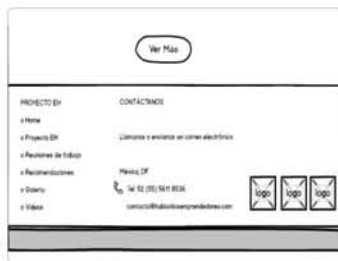 Ver Más
PROYECTO EH
CONTÁCTANOS
o Home
o Proyecto EH
Llámanos o envíanos un correo electrónico
o Reuniones de trabajo
o Recomendaciones
México, DF
o Galería
Tel 52 (55) 5611 8536
o Videos
logo
logo
logo